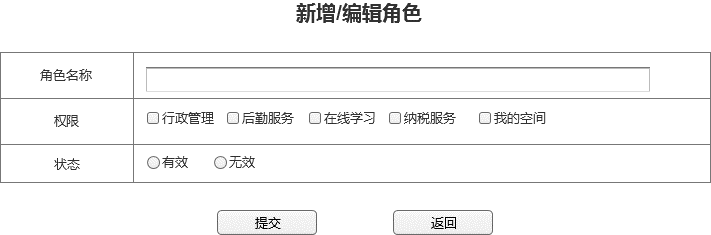 新增/编辑角色
角色名称
权限 行政管理 后勤服务 在线学习 纳税服务 我的空间
状态 有效 无效
提交 返回